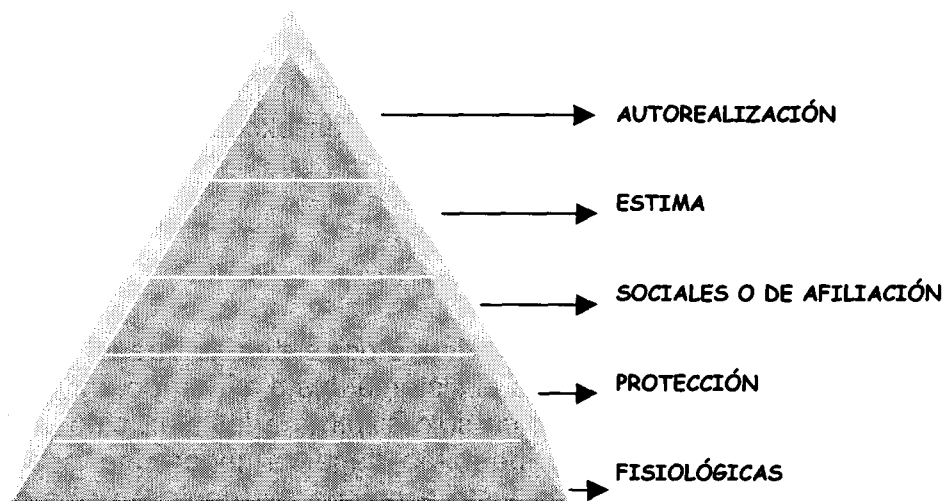 AUTOREALIZACIÓN
ESTIMA
SOCIALES O DE AFILIACIÓN
PROTECCIÓN
FISIOLÓGICAS